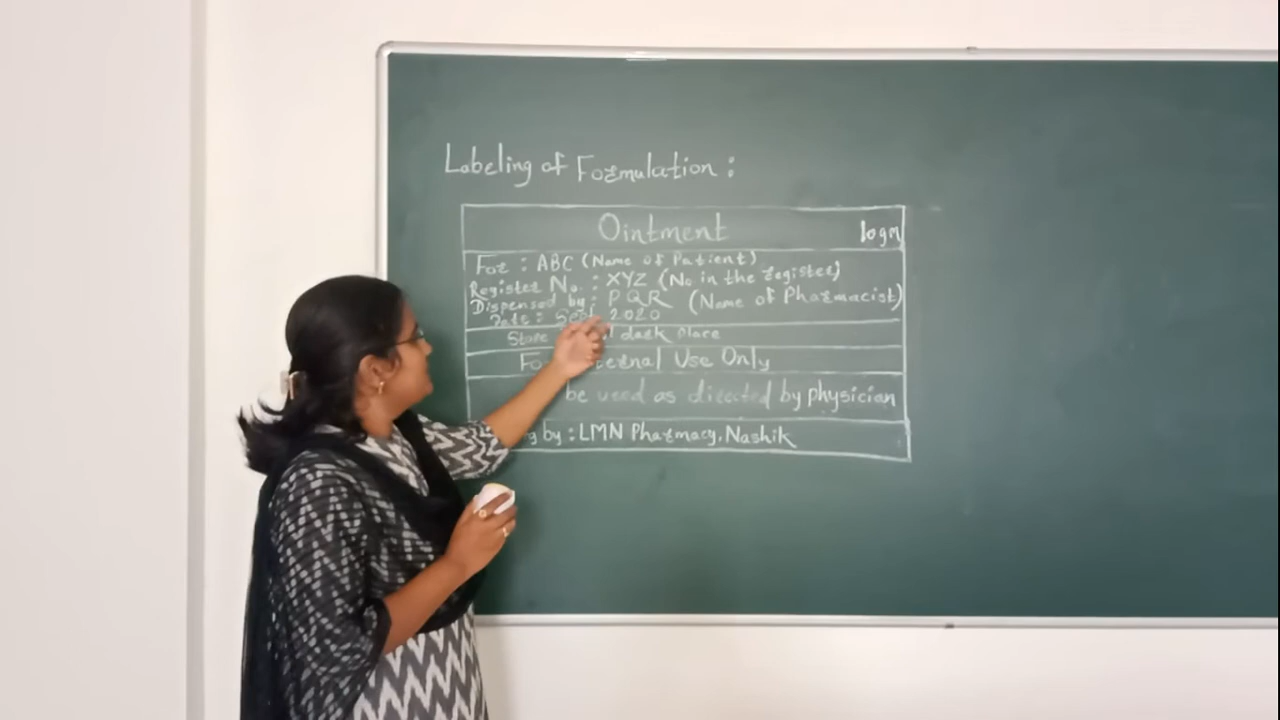 Labeling of Formulation :
Ointment 10gm
For : ABC (Name of Patient)
Register No. : XYZ (No in the register)
Dispensed by : PQR (Name of Pharmacist)
Date : 2020
Store dark place
Use Only
be used as directed by physician
by : LMN Pharmacy, Nashik